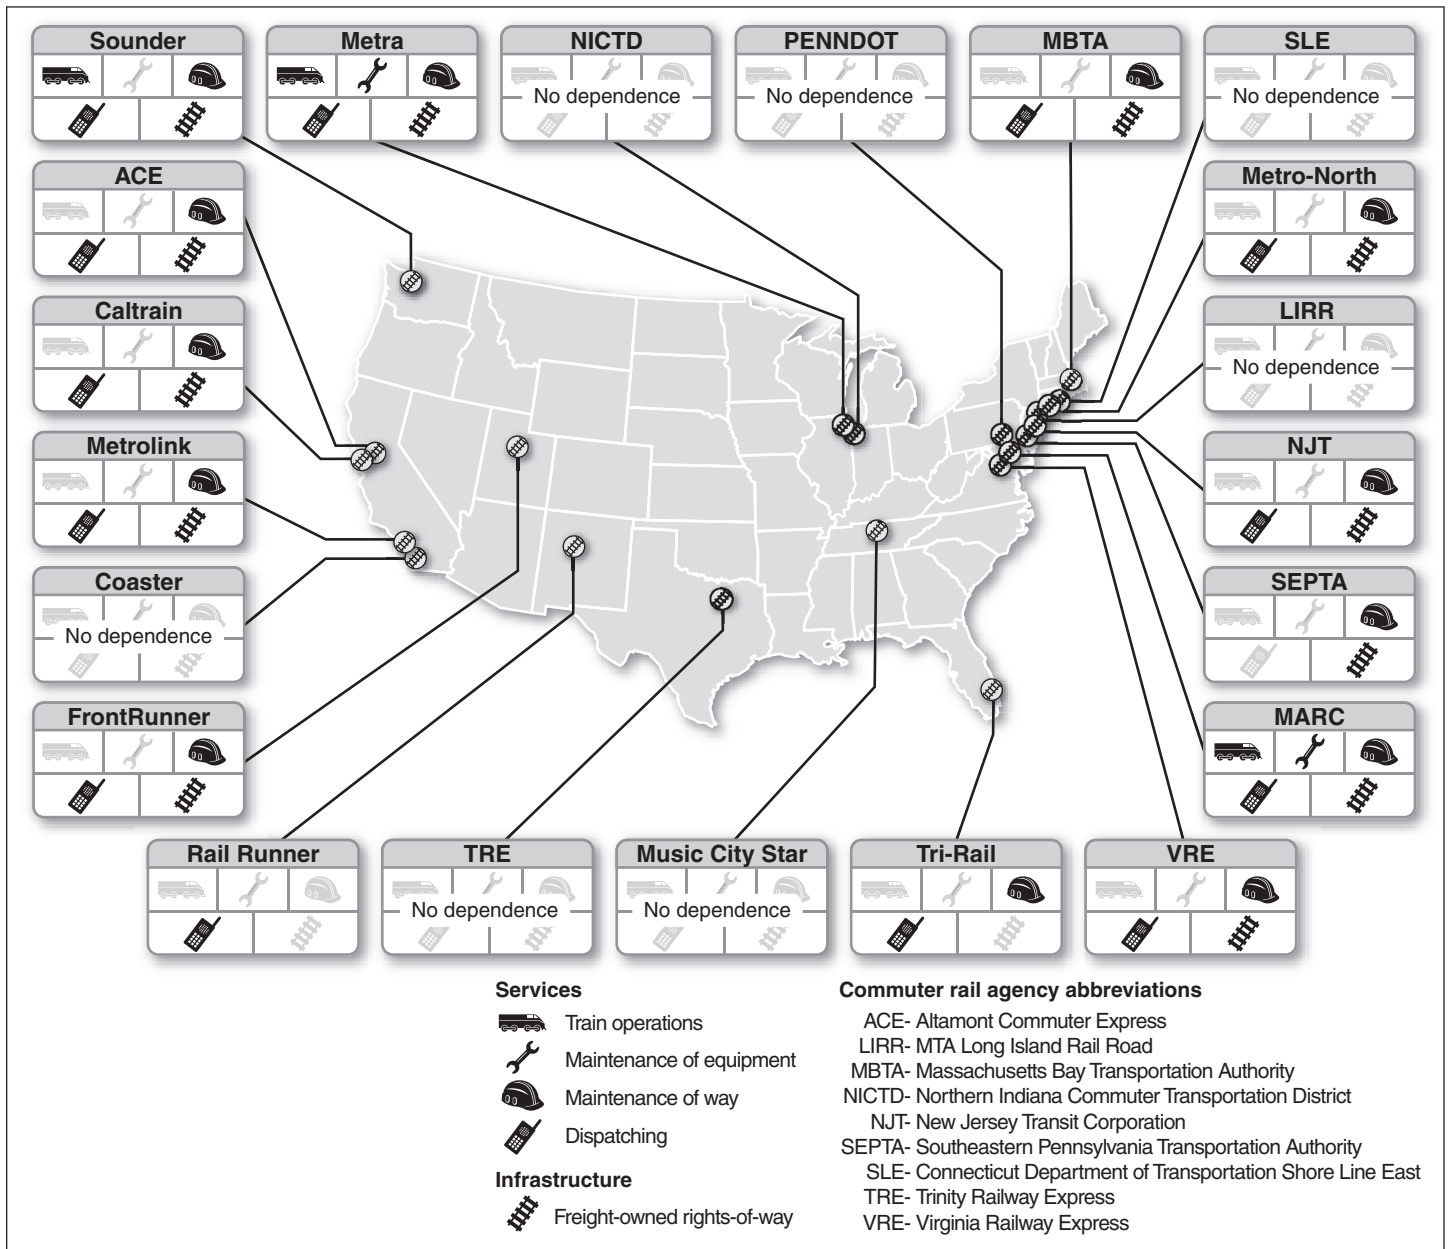 Sounder
Metra
NICTD
No dependence
PENNDOT
No dependence
MBTA
SLE
No dependence
ACE
Metro-North
Caltrain
LIRR
No dependence
Metrolink
NJT
Coaster
No dependence
SEPTA
FrontRunner
MARC
Rail Runner
TRE
No dependence
Music City Star
No dependence
Tri-Rail
VRE
Services
Train operations
Maintenance of equipment
Maintenance of way
Dispatching
Infrastructure
Freight-owned rights-of-way
Commuter rail agency abbreviations
ACE- Altamont Commuter Express
LIRR- MTA Long Island Rail Road
MBTA- Massachusetts Bay Transportation Authority
NICTD- Northern Indiana Commuter Transportation District
NJT- New Jersey Transit Corporation
SEPTA- Southeastern Pennsylvania Transportation Authority
SLE- Connecticut Department of Transportation Shore Line East
TRE- Trinity Railway Express
VRE- Virginia Railway Express